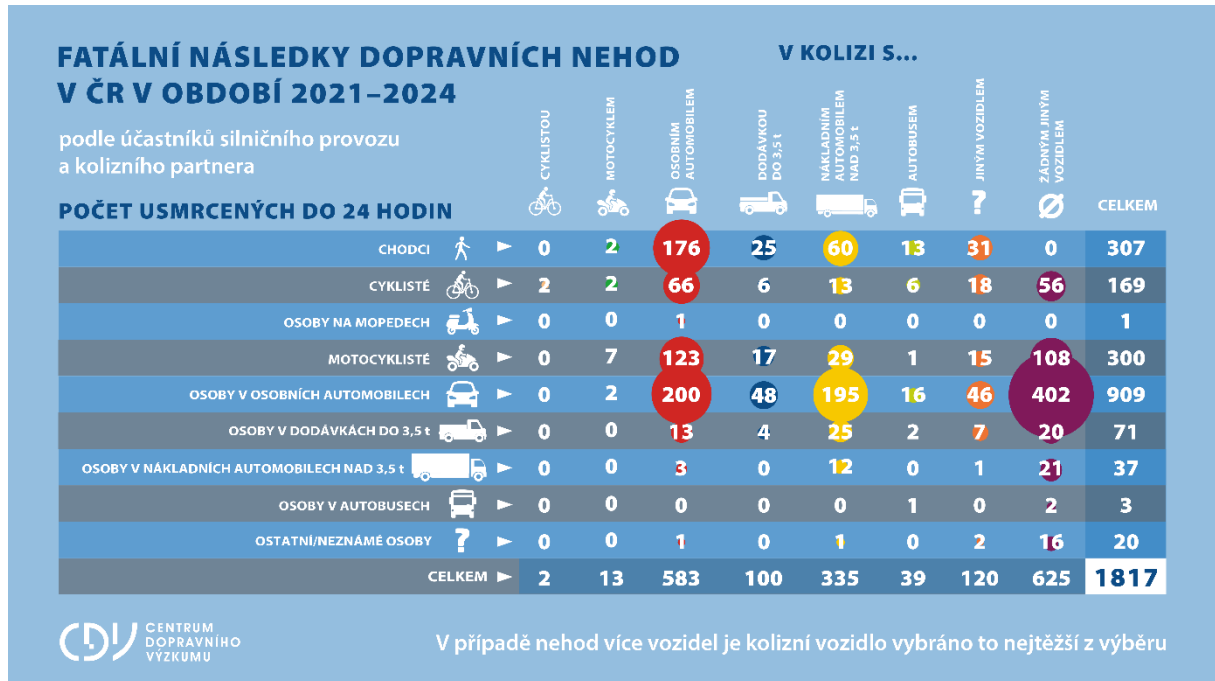 FATÁLNÍ NÁSLEDKY DOPRAVNÍCH NEHOD
V ČR V OBDOBÍ 2021–2024
podle účastníků silničního provozu
a kolizního partnera
POČET USMRCENÝCH DO 24 HODIN
V KOLIZI S...
CYKLISTOU
MOTOCYKLEM
OSOBNÍM
AUTOMOBILEM
DODÁVKOU
DO 3,5 t
NÁKLADNÍM
AUTOMOBILEM
NAD 3,5 t
AUTOBUSEM
JINÝM VOZIDLEM
?
ŽÁDNÝM JINÝM
VOZIDLEM
Ø
CELKEM
CHODCI 0 2 176 25 60 13 31 0 307
CYKLISTÉ 2 2 66 6 13 6 18 56 169
OSOBY NA MOPEDECH 0 0 1 0 0 0 0 0 1
MOTOCYKLISTÉ 0 7 123 17 29 1 15 108 300
OSOBY V OSOBNÍCH AUTOMOBILECH 0 2 200 48 195 16 46 402 909
OSOBY V DODÁVKÁCH DO 3,5 t 0 0 13 4 25 2 7 20 71
OSOBY V NÁKLADNÍCH AUTOMOBILECH NAD 3,5 t 0 0 3 0 12 0 1 21 37
OSOBY V AUTOBUSECH 0 0 0 0 0 1 0 2 3
OSTATNÍ/NEZNÁMÉ OSOBY ? 0 0 1 0 1 0 2 16 20
CELKEM 2 13 583 100 335 39 120 625 1817
CDV
CENTRUM
DOPRAVNÍHO
VÝZKUMU
V případě nehod více vozidel je kolizní vozidlo vybráno to nejtěžší z výběru